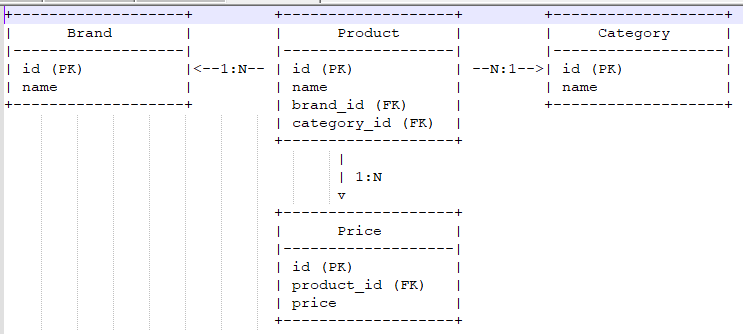 +-------------------+         +-------------------+         +-------------------+
|      Brand        |         |      Product      |         |     Category      |
|-------------------|         |-------------------|         |-------------------|
| id (PK)           |<--1:N-- | id (PK)           | --N:1-->| id (PK)           |
| name              |         | name              |         | name              |
+-------------------+         | brand_id (FK)     |         +-------------------+
                              | category_id (FK)  |
                              +-------------------+
                                     |
                                     | 1:N
                                     v
                              +-------------------+
                              |      Price        |
                              |-------------------|
                              | id (PK)           |
                              | product_id (FK)   |
                              | price             |
                              +-------------------+